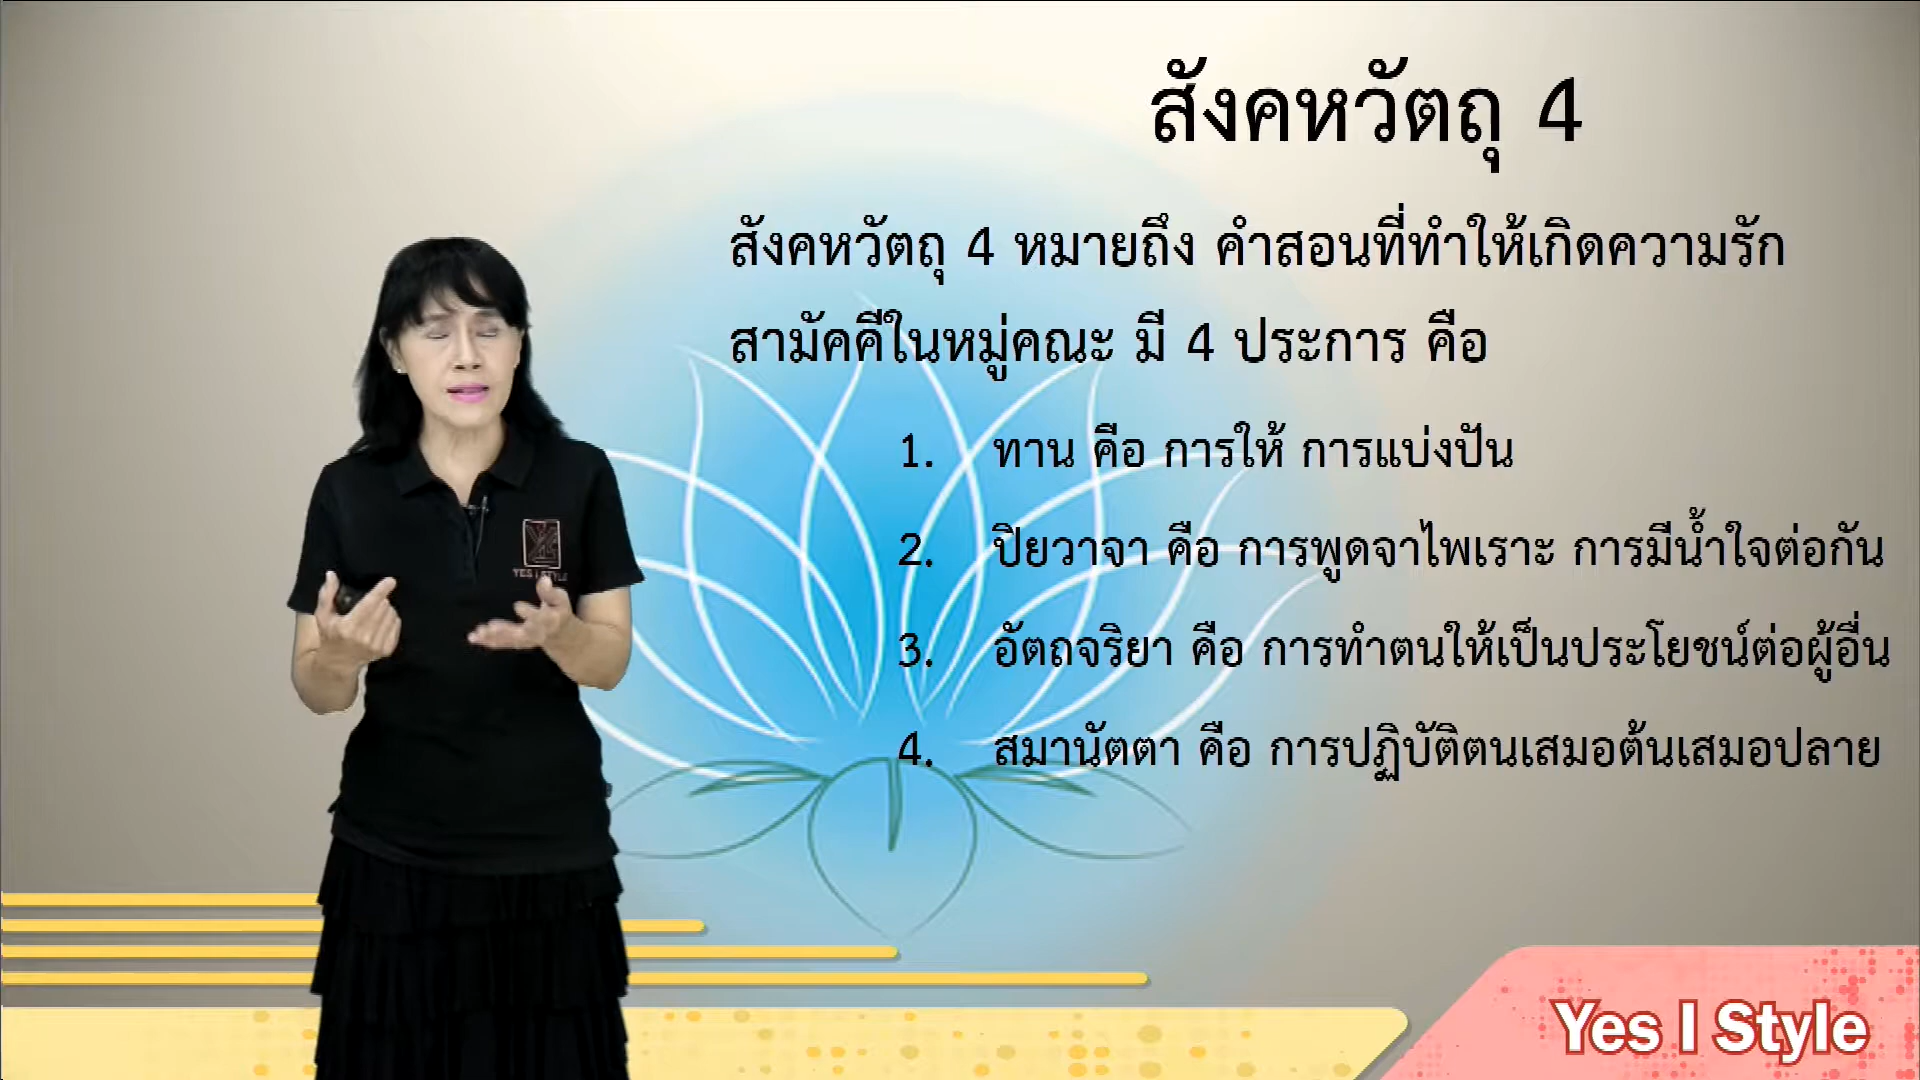 สังคหวัตถุ 4
สังคหวัตถุ 4 หมายถึง คำสอนที่ทำให้เกิดความรัก
สามัคคีในหมู่คณะ มี 4 ประการ คือ
1. ทาน คือ การให้ การแบ่งปัน
2. ปิยวาจา คือ การพูดจาไพเราะ การมีน้ำใจต่อกัน
3. อัตถจริยา คือ การทำตนให้เป็นประโยชน์ต่อผู้อื่น
4. สมานัตตา คือ การปฏิบัติตนเสมอต้นเสมอปลาย
YES I STYLE
Yes I Style